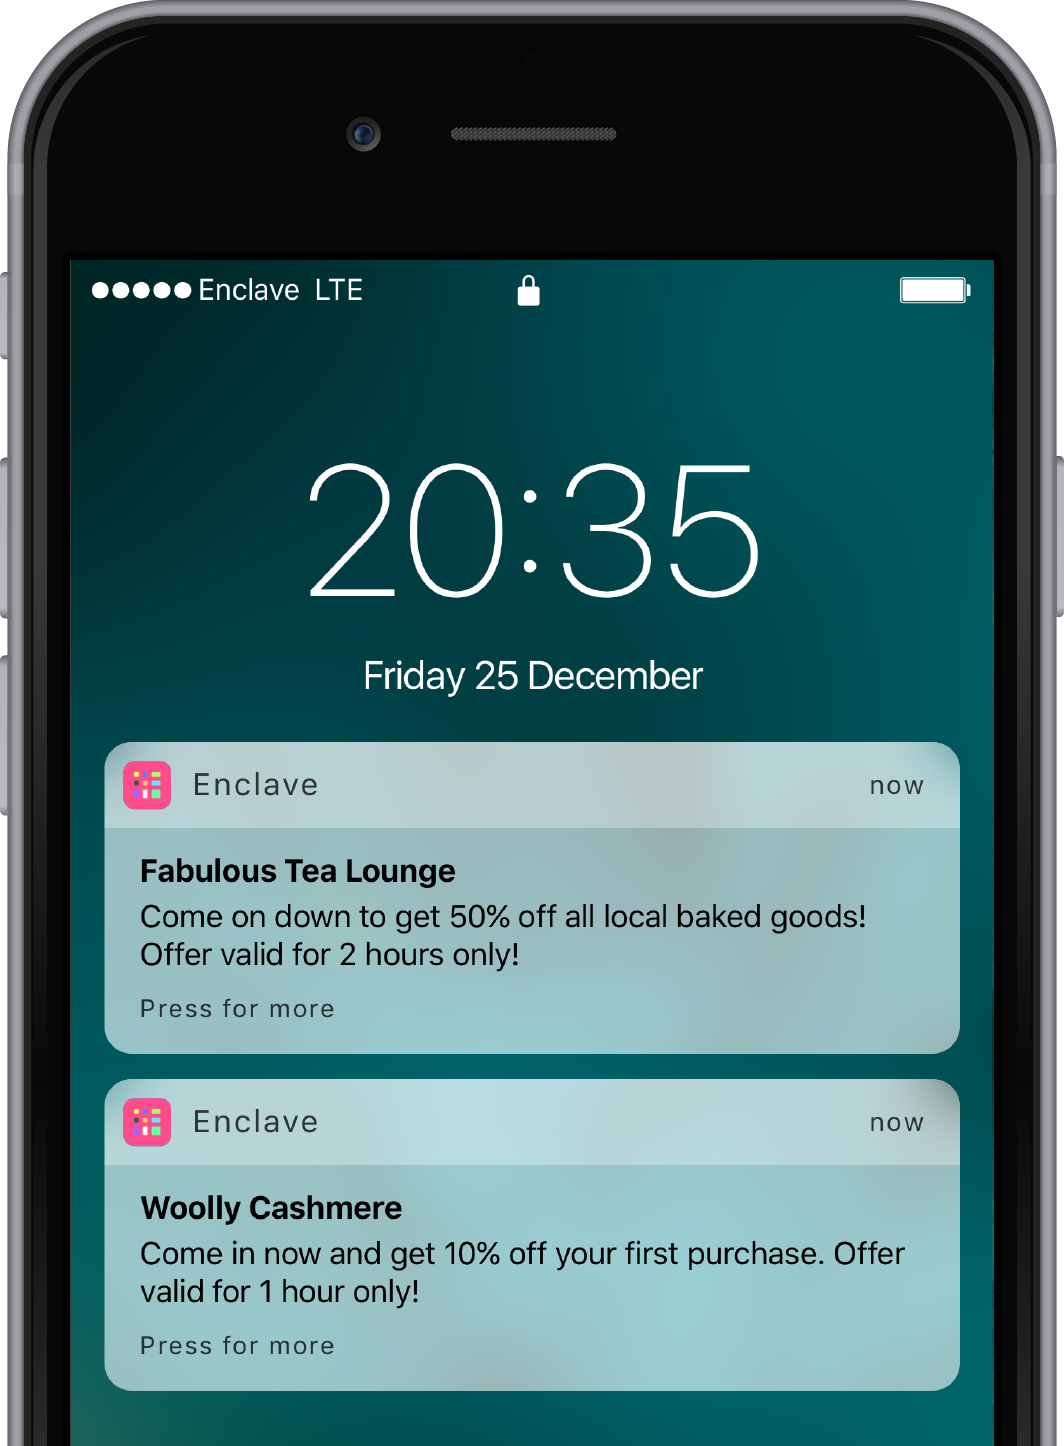 Enclave LTE
20:35
Friday 25 December
Enclave now
Fabulous Tea Lounge
Come on down to get 50% off all local baked goods!
Offer valid for 2 hours only!
Press for more
Enclave now
Woolly Cashmere
Come in now and get 10% off your first purchase. Offer
valid for 1 hour only!
Press for more